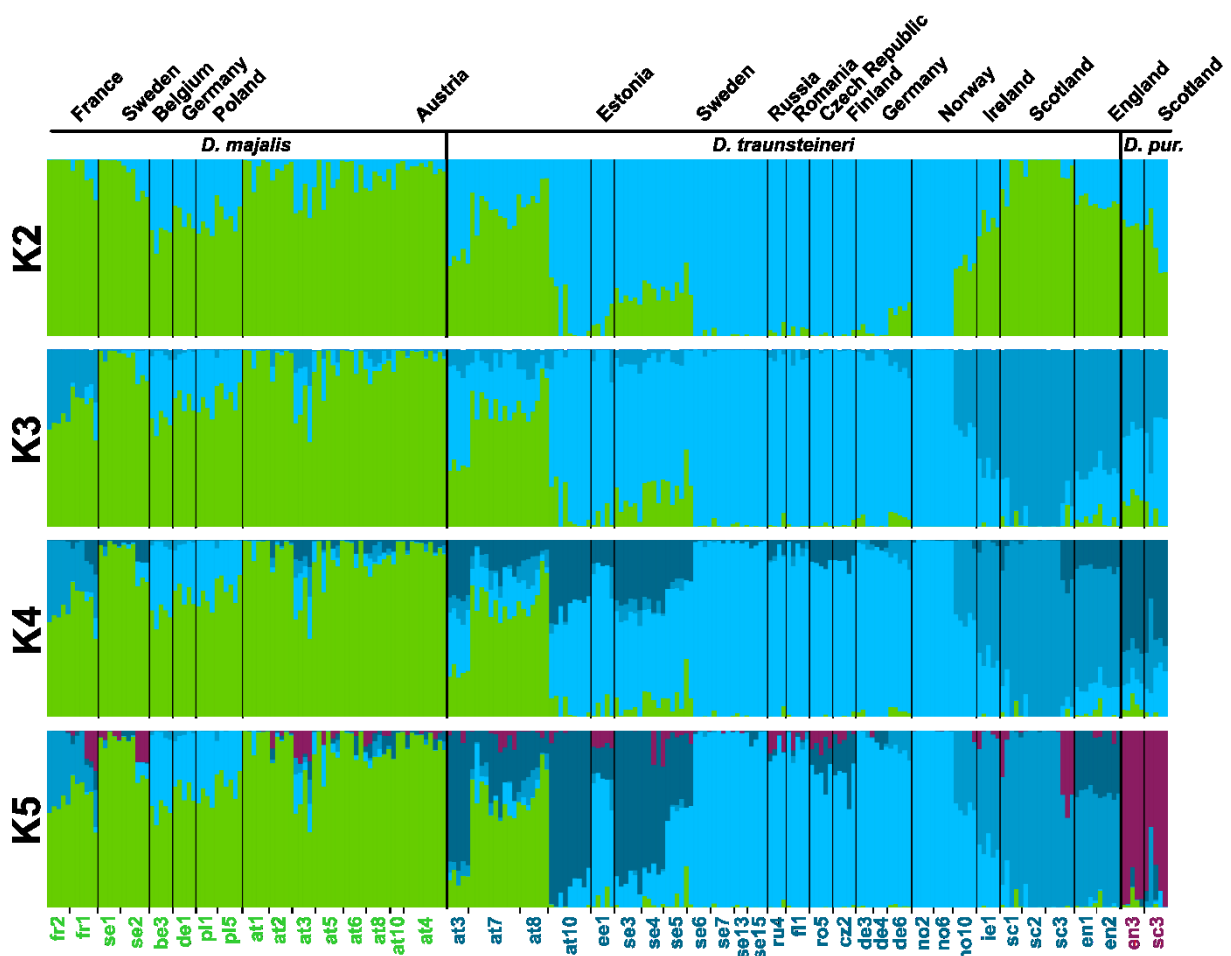 France Sweden Belgium Germany Poland Austria Estonia Sweden Russia Romania Czech Republic Finland Germany Norway Ireland Scotland England Scotland
D. majalis D. traunsteineri D. pur.
K2
K3
K4
K5
fr2 fr1 se1 se2 be3 de1 pl1 pl5 at1 at2 at3 at5 at6 at8 at10 at4 at3 at7 at8 at10 ee1 se3 se4 se5 se6 se7 se13 se15 ru4 fl1 ro5 cz2 de3 de4 de6 no2 no6 no10 ie1 sc1 sc2 sc3 en1 en2 en3 sc3